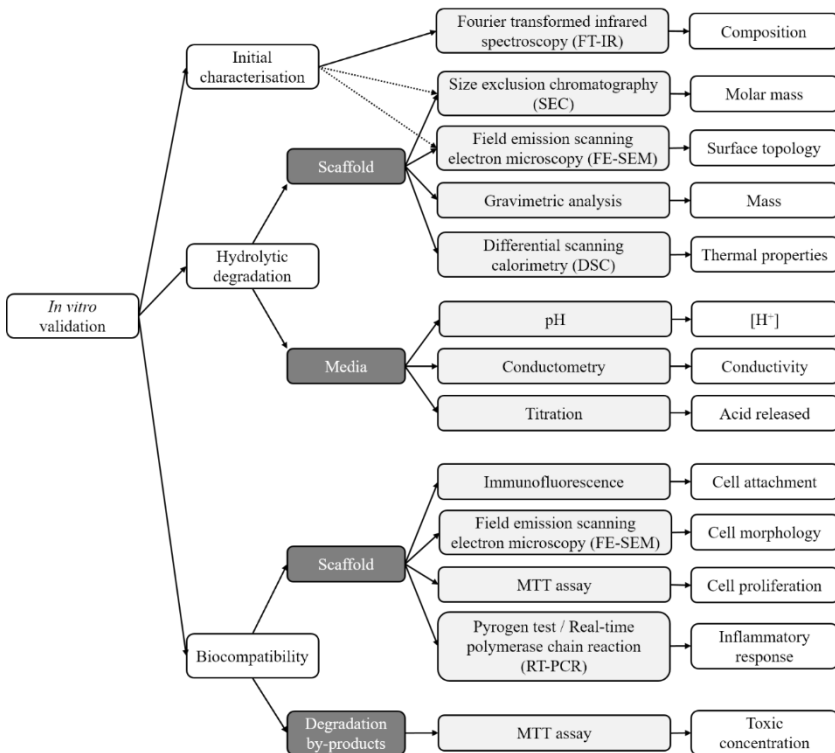 Fourier transformed infrared
spectroscopy (FT-IR)
Composition
Initial
characterisation
Size exclusion chromatography
(SEC)
Molar mass
Field emission scanning
electron microscopy (FE-SEM)
Surface topology
Scaffold
Gravimetric analysis
Mass
Hydrolytic
degradation
Differential scanning
calorimetry (DSC)
Thermal properties
In vitro
validation
pH
[H⁺]
Media
Conductometry
Conductivity
Titration
Acid released
Immunofluorescence
Cell attachment
Field emission scanning
electron microscopy (FE-SEM)
Cell morphology
Scaffold
MTT assay
Cell proliferation
Biocompatibility
Pyrogen test / Real-time
polymerase chain reaction
(RT-PCR)
Inflammatory
response
Degradation
by-products
MTT assay
Toxic
concentration